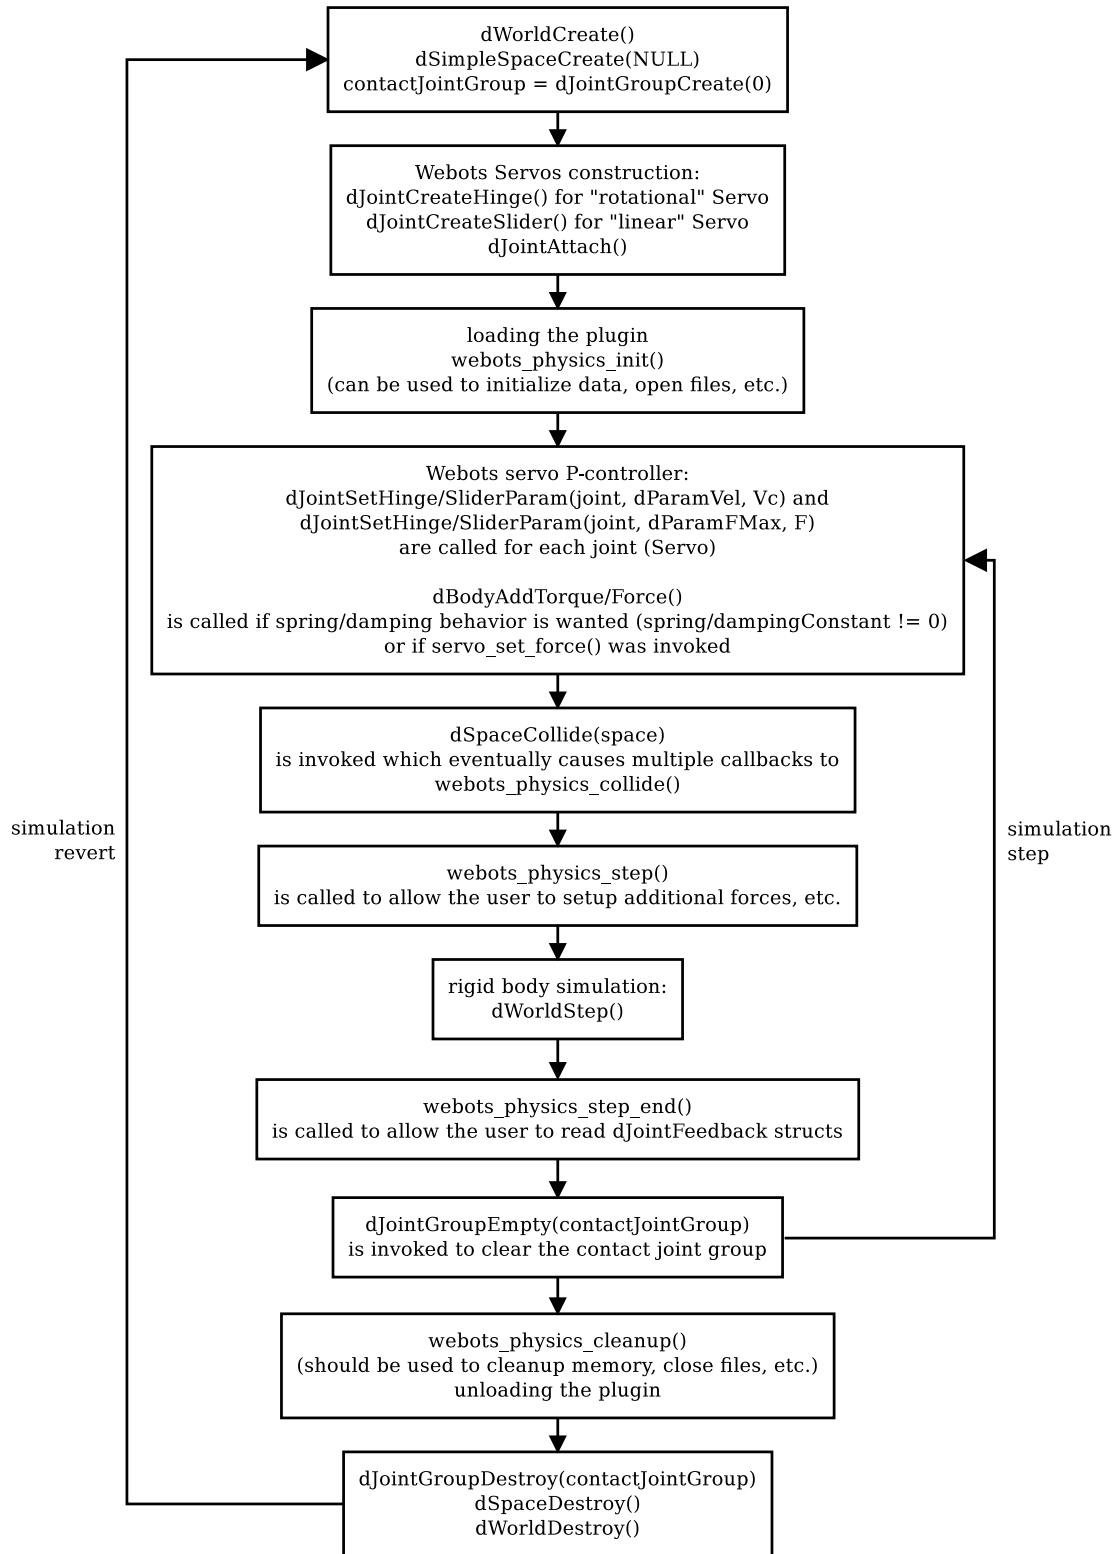 dWorldCreate()
dSimpleSpaceCreate(NULL)
contactJointGroup = dJointGroupCreate(0)
Webots Servos construction:
dJointCreateHinge() for "rotational" Servo
dJointCreateSlider() for "linear" Servo
dJointAttach()
loading the plugin
webots_physics_init()
(can be used to initialize data, open files, etc.)
Webots servo P-controller:
dJointSetHinge/SliderParam(joint, dParamVel, Vc) and
dJointSetHinge/SliderParam(joint, dParamFMax, F)
are called for each joint (Servo)
dBodyAddTorque/Force()
is called if spring/damping behavior is wanted (spring/dampingConstant != 0)
or if servo_set_force() was invoked
dSpaceCollide(space)
is invoked which eventually causes multiple callbacks to
webots_physics_collide()
simulation
revert
simulation
step
webots_physics_step()
is called to allow the user to setup additional forces, etc.
rigid body simulation:
dWorldStep()
webots_physics_step_end()
is called to allow the user to read dJointFeedback structs
dJointGroupEmpty(contactJointGroup)
is invoked to clear the contact joint group
webots_physics_cleanup()
(should be used to cleanup memory, close files, etc.)
unloading the plugin
dJointGroupDestroy(contactJointGroup)
dSpaceDestroy()
dWorldDestroy()